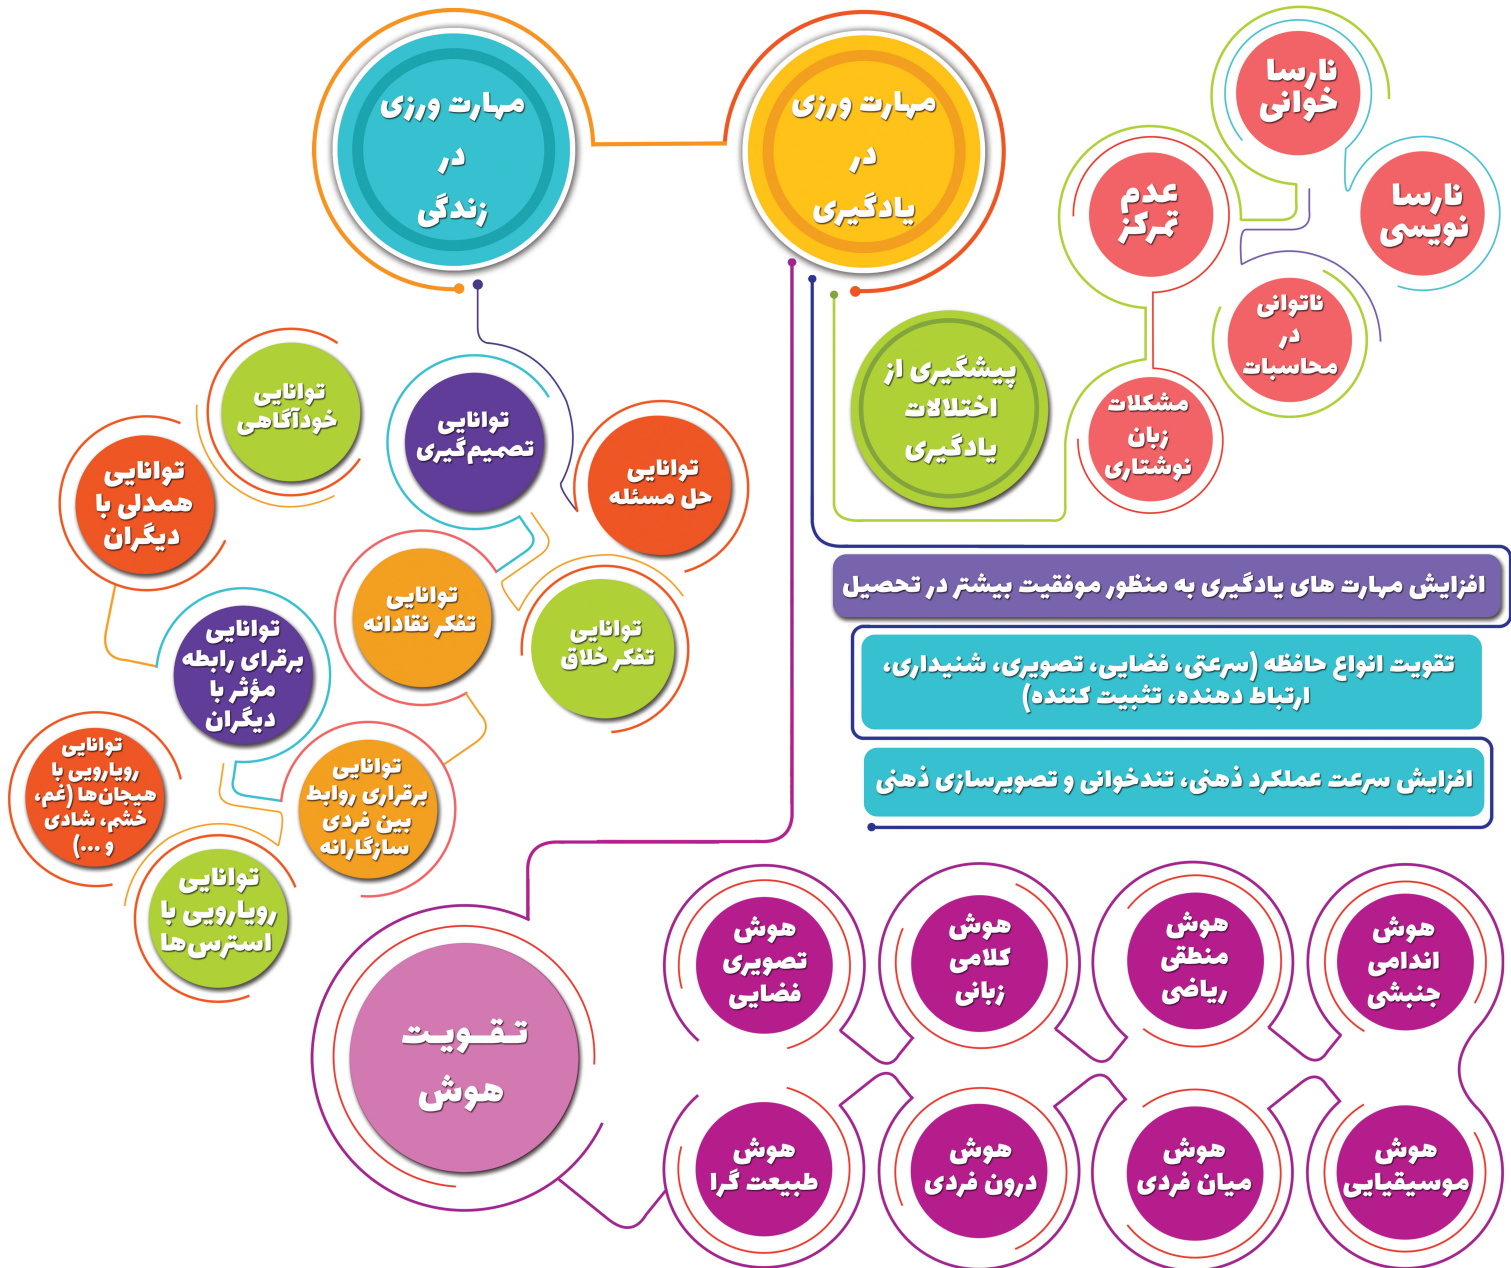 مهارت ورزی
در
یادگیری
مهارت ورزی
در
زندگی
نارسا
خوانی
نارسا
نویسی
عدم
تمرکز
ناتوانی
در
محاسبات
مشکلات
زبان
نوشتاری
پیشگیری از
اختلالات
یادگیری
افزایش مهارت های یادگیری به منظور موفقیت بیشتر در تحصیل
تقویت انواع حافظه (سرعتی، فضایی، تصویری، شنیداری،
ارتباط دهنده، تثبیت کننده)
افزایش سرعت عملکرد ذهنی، تندخوانی و تصویرسازی ذهنی
توانایی
حل مسئله
توانایی
تصمیم‌گیری
توانایی
خودآگاهی
توانایی
همدلی با
دیگران
توانایی
تفکر خلاق
توانایی
تفکر نقادانه
توانایی
برقرای رابطه
مؤثر با
دیگران
توانایی
برقراری روابط
بین فردی
سازگارانه
توانایی
رویارویی با
هیجان‌ها (غم،
خشم، شادی
و ...)
توانایی
رویارویی با
استرس‌ها
تـقـویـت
هوش
هوش
اندامی
جنبشی
هوش
منطقی
ریاضی
هوش
کلامی
زبانی
هوش
تصویری
فضایی
هوش
موسیقیایی
هوش
میان فردی
هوش
درون فردی
هوش
طبیعت گرا